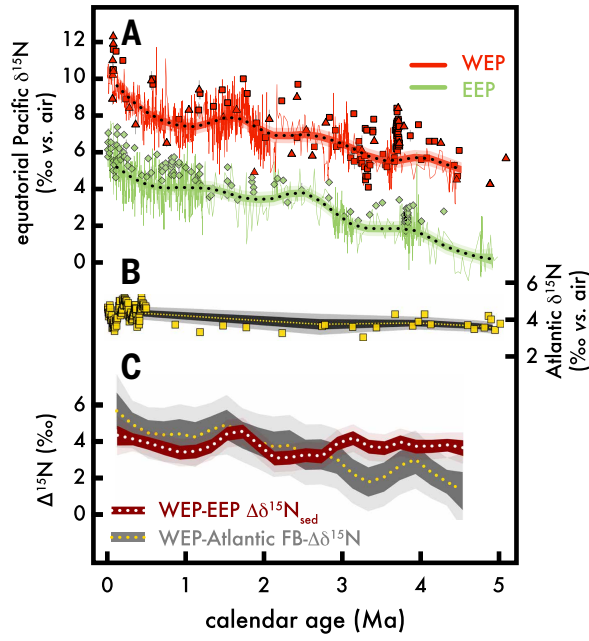 A
12
10
8
6
4
2
0
equatorial Pacific δ¹⁵N
(‰ vs. air)
WEP
EEP
B
6
4
2
Atlantic δ¹⁵N
(‰ vs. air)
C
6
4
2
0
Δ¹⁵N (‰)
WEP-EEP Δδ¹⁵Nsed
WEP-Atlantic FB-Δδ¹⁵N
0 1 2 3 4 5
calendar age (Ma)